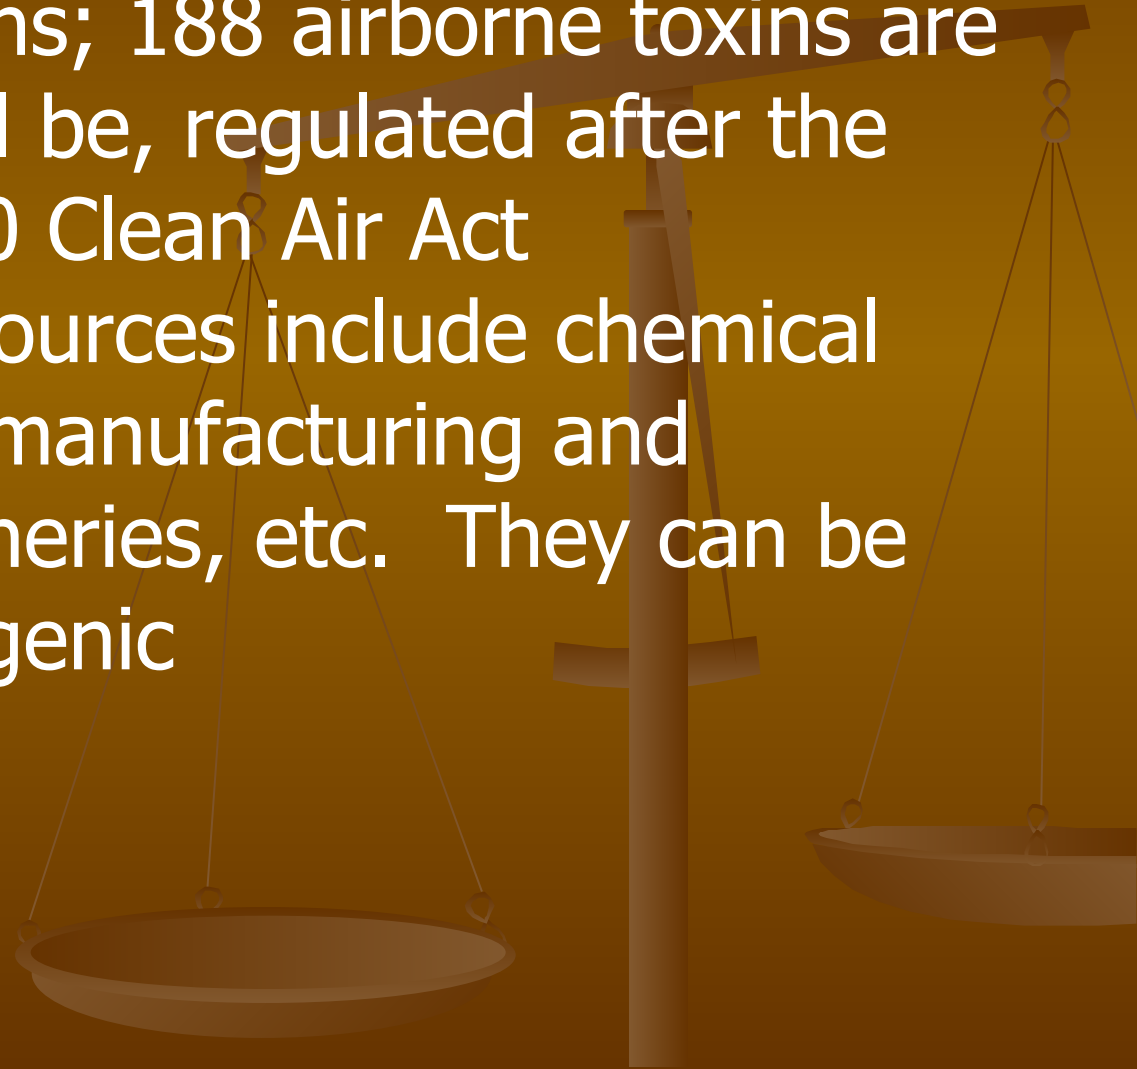 ns; 188 airborne toxins are
l be, regulated after the
0 Clean Air Act
ources include chemical
manufacturing and
neries, etc.  They can be
genic